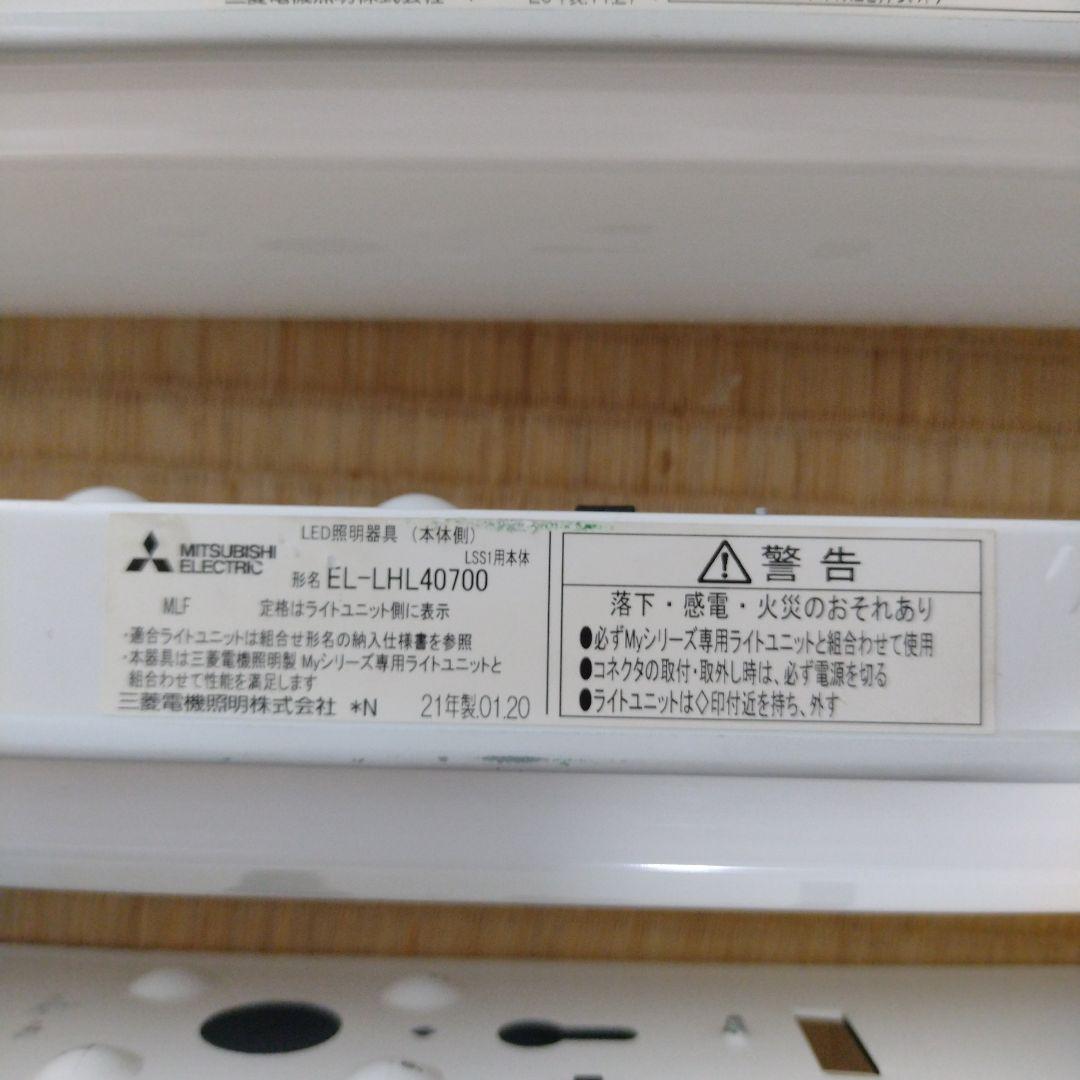 三菱電機照明株式会社
MITSUBISHI
ELECTRIC
LED照明器具 (本体側)
LSS1用本体
形名 EL-LHL40700
MLF 定格はライトユニット側に表示
・適合ライトユニットは組合せ形名の納入仕様書を参照
・本器具は三菱電機照明製 Myシリーズ専用ライトユニットと
組合わせて性能を満足します
三菱電機照明株式会社 *N 21年製.01.20
警告
落下・感電・火災のおそれあり
●必ずMyシリーズ専用ライトユニットと組合わせて使用
●コネクタの取付・取外し時は、必ず電源を切る
●ライトユニットは◇印付近を持ち、外す